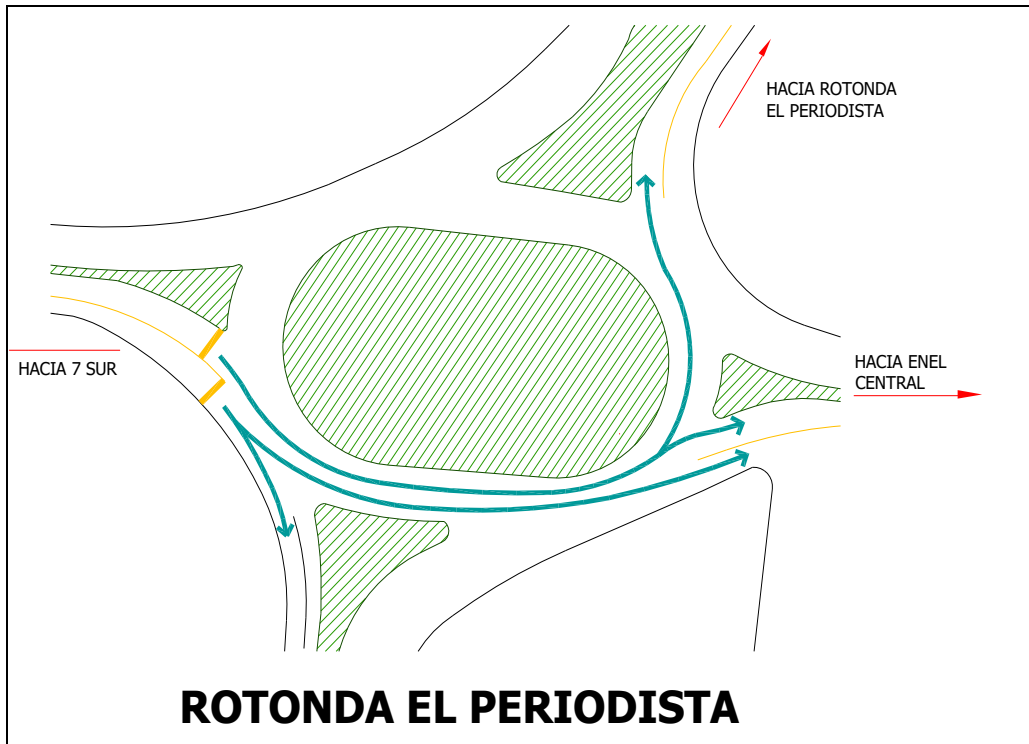 HACIA ROTONDA
EL PERIODISTA
HACIA 7 SUR
HACIA ENEL
CENTRAL
ROTONDA EL PERIODISTA